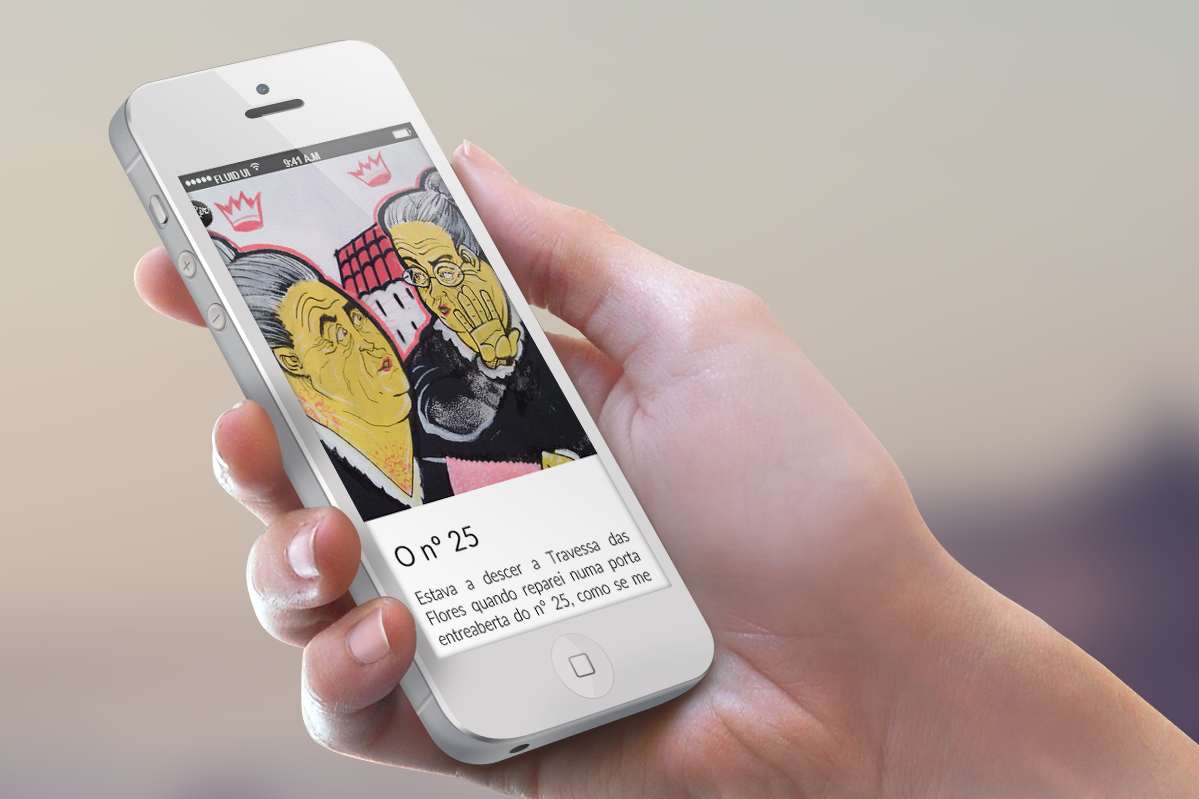 FLUID UI 9:41 A.M
O nº 25
Estava a descer a Travessa das
Flores quando reparei numa porta
entreaberta do nº 25, como se me